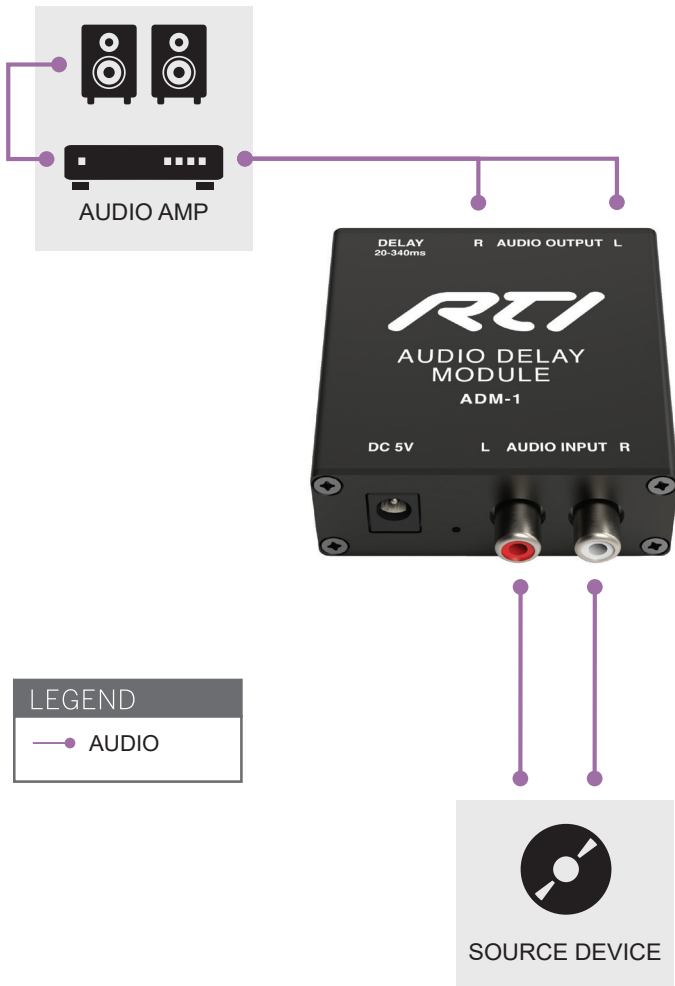 AUDIO AMP
DELAY
20-340ms
R AUDIO OUTPUT L
RTI
AUDIO DELAY
MODULE
ADM-1
DC 5V
L AUDIO INPUT R
LEGEND
AUDIO
SOURCE DEVICE